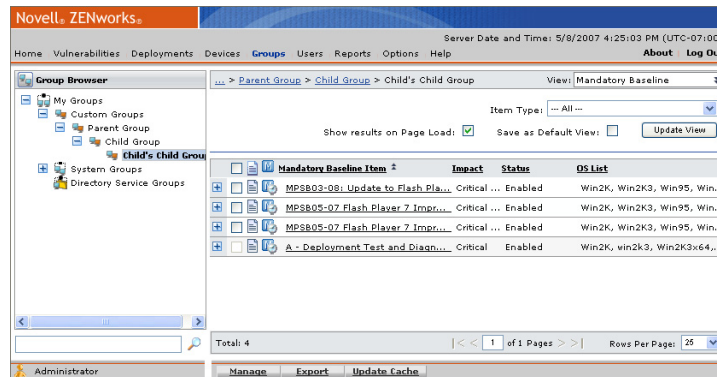 Novell® ZENworks®
Server Date and Time: 5/8/2007 4:25:03 PM (UTC-07:00
Home Vulnerabilities Deployments Devices Groups Users Reports Options Help About Log Ou
Group Browser
... > Parent Group > Child Group > Child's Child Group View: Mandatory Baseline
My Groups
Custom Groups
Parent Group
Child Group
Child's Child Grou
System Groups
Directory Service Groups
Item Type: --- All ---
Show results on Page Load: Save as Default View: Update View
Mandatory Baseline Item Impact Status OS List
MPSB03-08: Update to Flash Pla... Critical ... Enabled Win2K, Win2K3, Win95, Win.
MPSB05-07 Flash Player 7 Impr... Critical ... Enabled Win2K, Win2K3, Win95, Win.
MPSB05-07 Flash Player 7 Impr... Critical ... Enabled Win2K, Win2K3, Win95, Win.
A - Deployment Test and Diagn... Critical Enabled Win2K, win2k3, Win2K3x64,.
Total: 4 |< < 1 of 1 Pages > >| Rows Per Page: 25
Administrator
Manage Export Update Cache